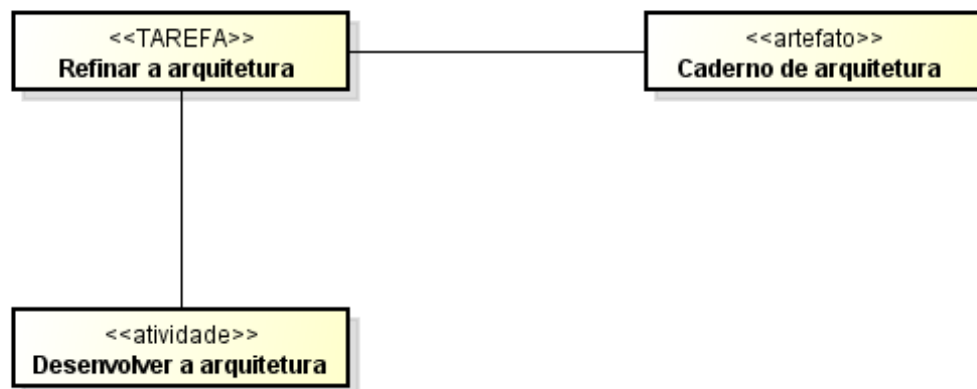 <<TAREFA>>
Refinar a arquitetura
<<artefato>>
Caderno de arquitetura
<<atividade>>
Desenvolver a arquitetura